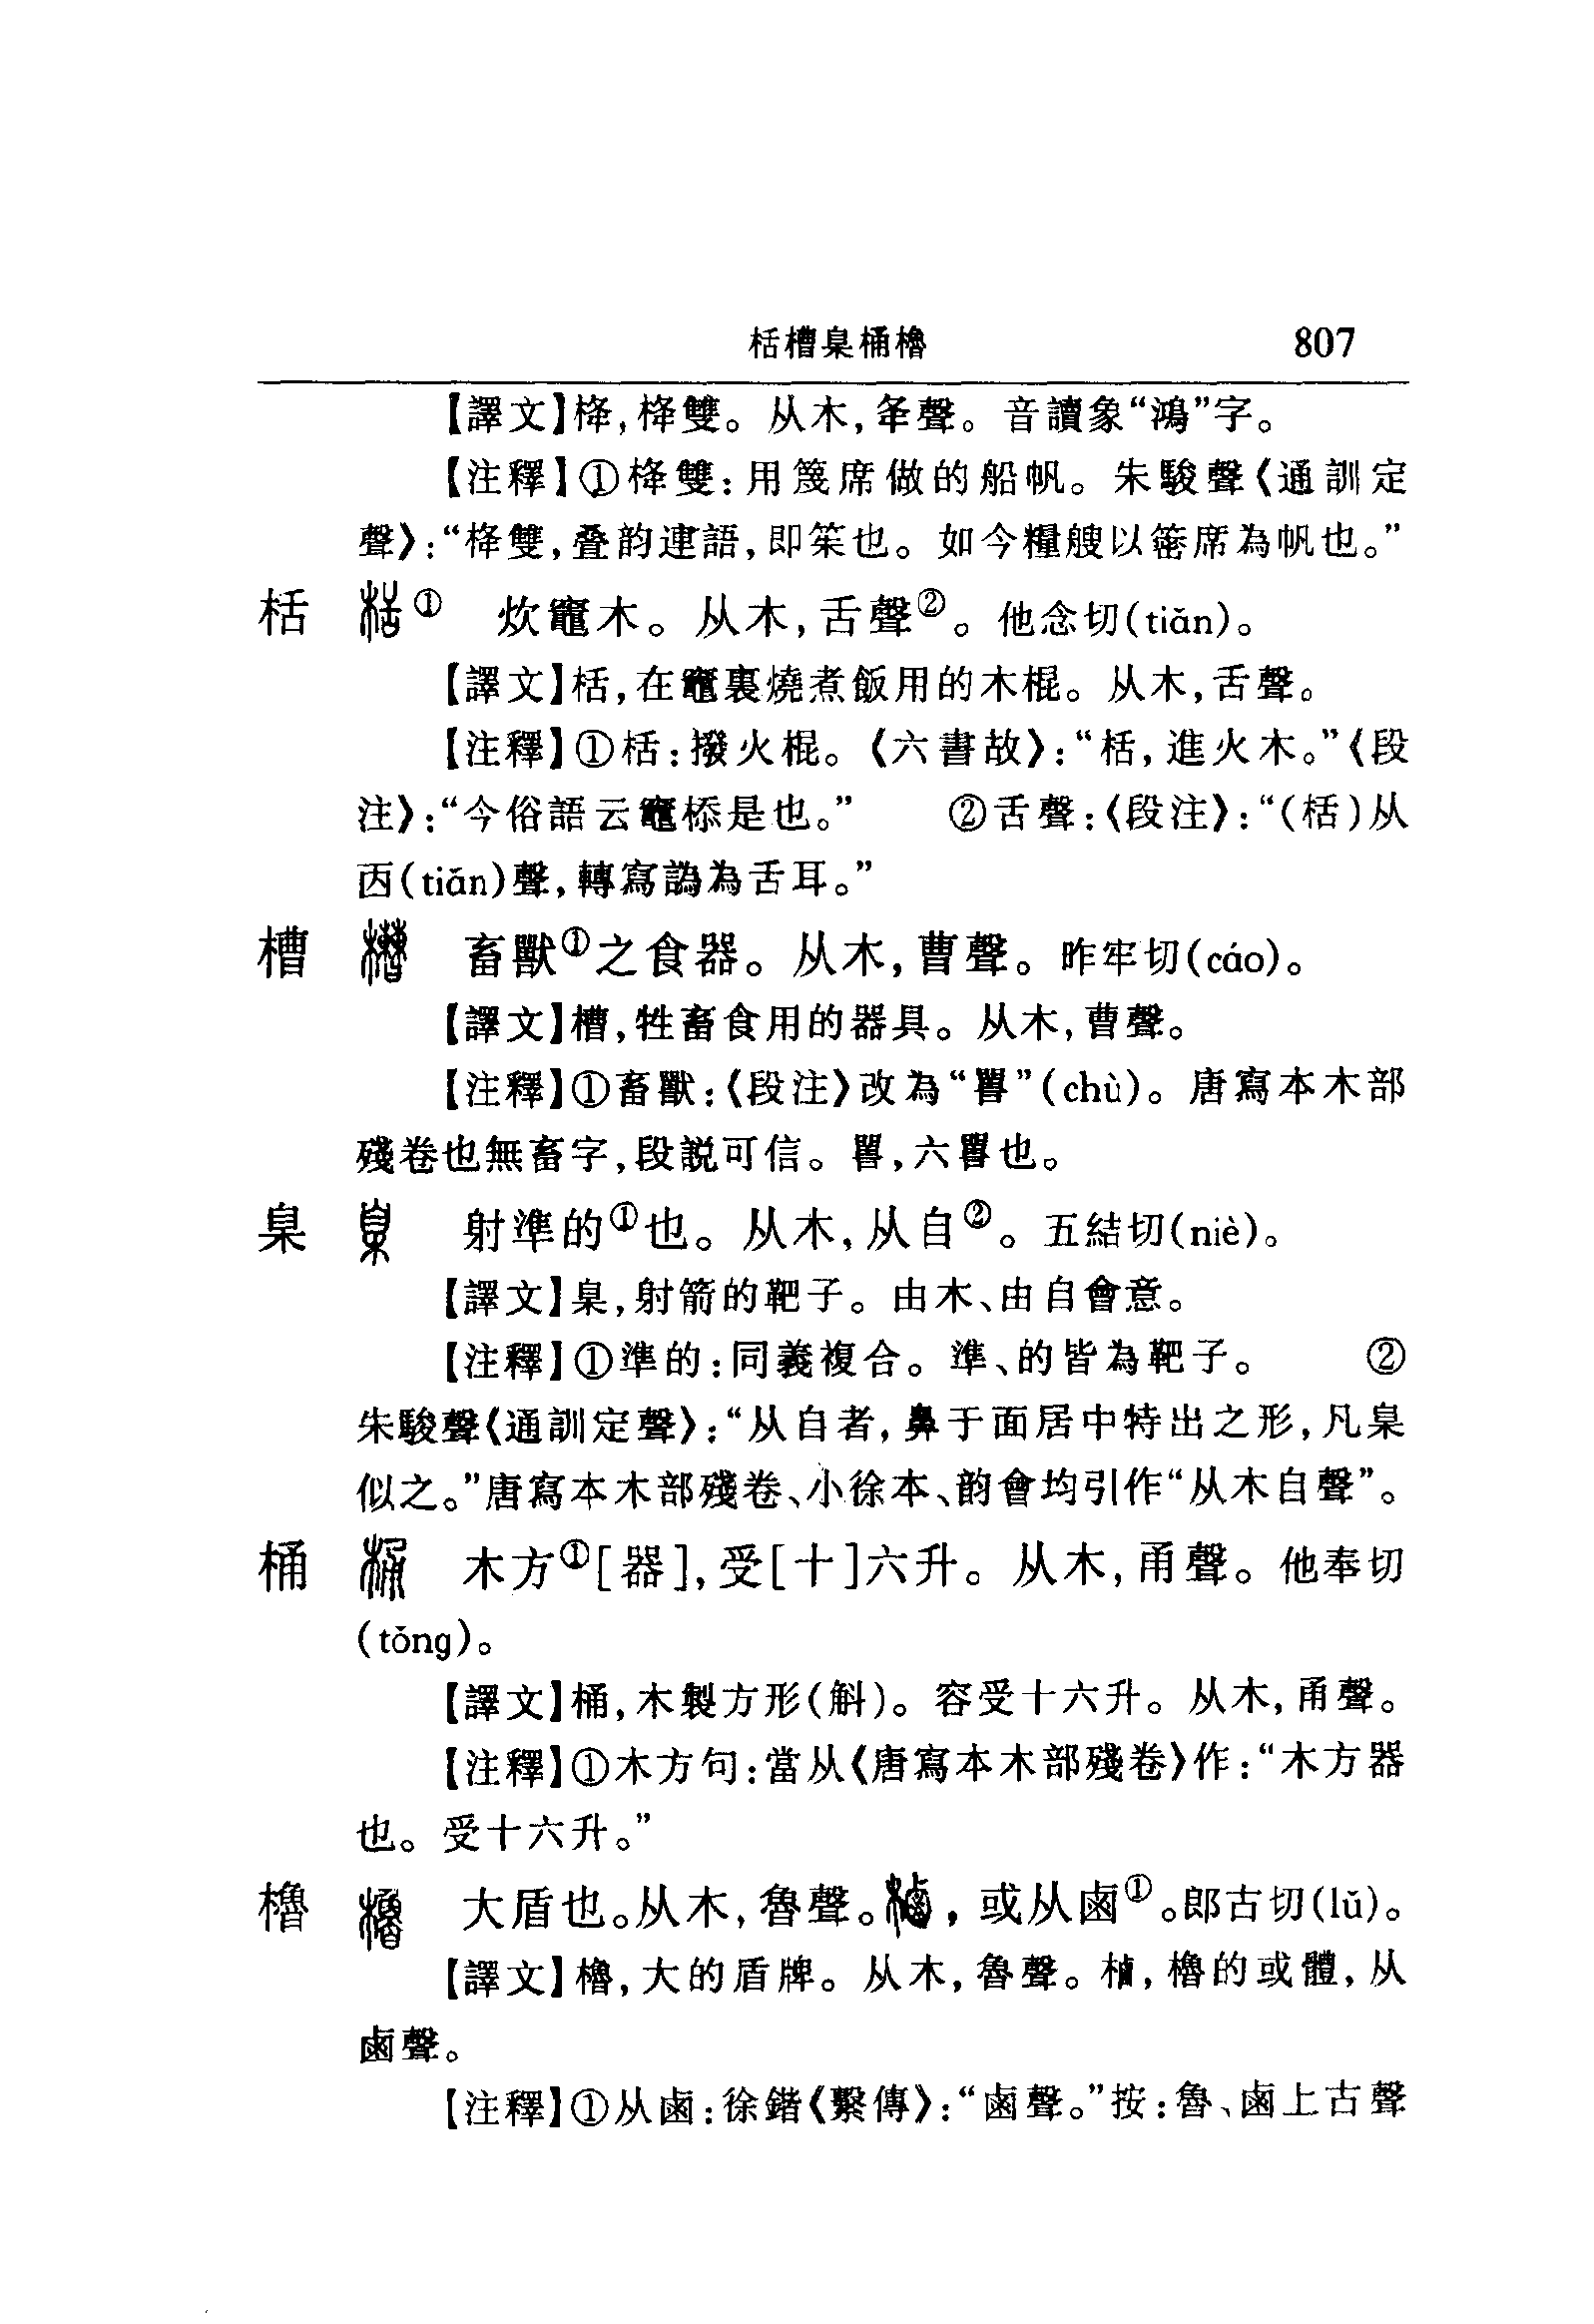 栝槽臬桶櫓 807
【譯文】栙,栙雙。从木,夅聲。音讀象“鴻”字。
【注釋】①栙雙:用篾席做的船帆。朱駿聲《通訓定
聲》:“栙雙,叠韵連語,即笨也。如今糧艘以席為帆也。”
栝 ① 炊竈木。从木,舌聲②。他念切(tiǎn)。
【譯文】栝,在竈裏燒煮飯用的木棍。从木,舌聲。
【注釋】①栝:撥火棍。《六書故》:“栝,進火木。”《段
注》:“今俗語云竈㮇是也。” ②舌聲:《段注》:“(栝)从
㐁(tiǎn)聲,轉寫譌為舌耳。”
槽 畜獸①之食器。从木,曹聲。昨牢切(cáo)。
【譯文】槽,牲畜食用的器具。从木,曹聲。
【注釋】①畜獸:《段注》改為“嘼”(chù)。唐寫本木部
殘卷也無畜字,段說可信。嘼,六嘼也。
臬 射準的①也。从木,从自②。五結切(niè)。
【譯文】臬,射箭的靶子。由木、由自會意。
【注釋】①準的:同義複合。準、的皆為靶子。 ②
朱駿聲《通訓定聲》:“从自者,鼻于面居中特出之形,凡臬
似之。”唐寫本木部殘卷、小徐本、韵會均引作“从木自聲”。
桶 木方①[器],受[十]六升。从木,甬聲。他奉切
(tǒng)。
【譯文】桶,木製方形(斛)。容受十六升。从木,甬聲。
【注釋】①木方句:當从《唐寫本木部殘卷》作:“木方器
也。受十六升。”
櫓 大盾也。从木,魯聲。,或从鹵①。郎古切(lǔ)。
【譯文】櫓,大的盾牌。从木,魯聲。,櫓的或體,从
鹵聲。
【注釋】①从鹵:徐鍇《繫傳》:“鹵聲。”按:魯、鹵上古聲